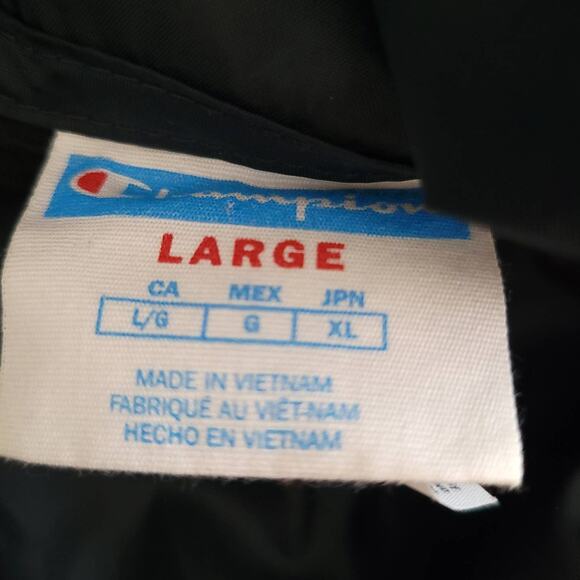 Champion
LARGE
CA MEX JPN
L/G G XL
MADE IN VIETNAM
FABRIQUÉ AU VIÊT-NAM
HECHO EN VIETNAM